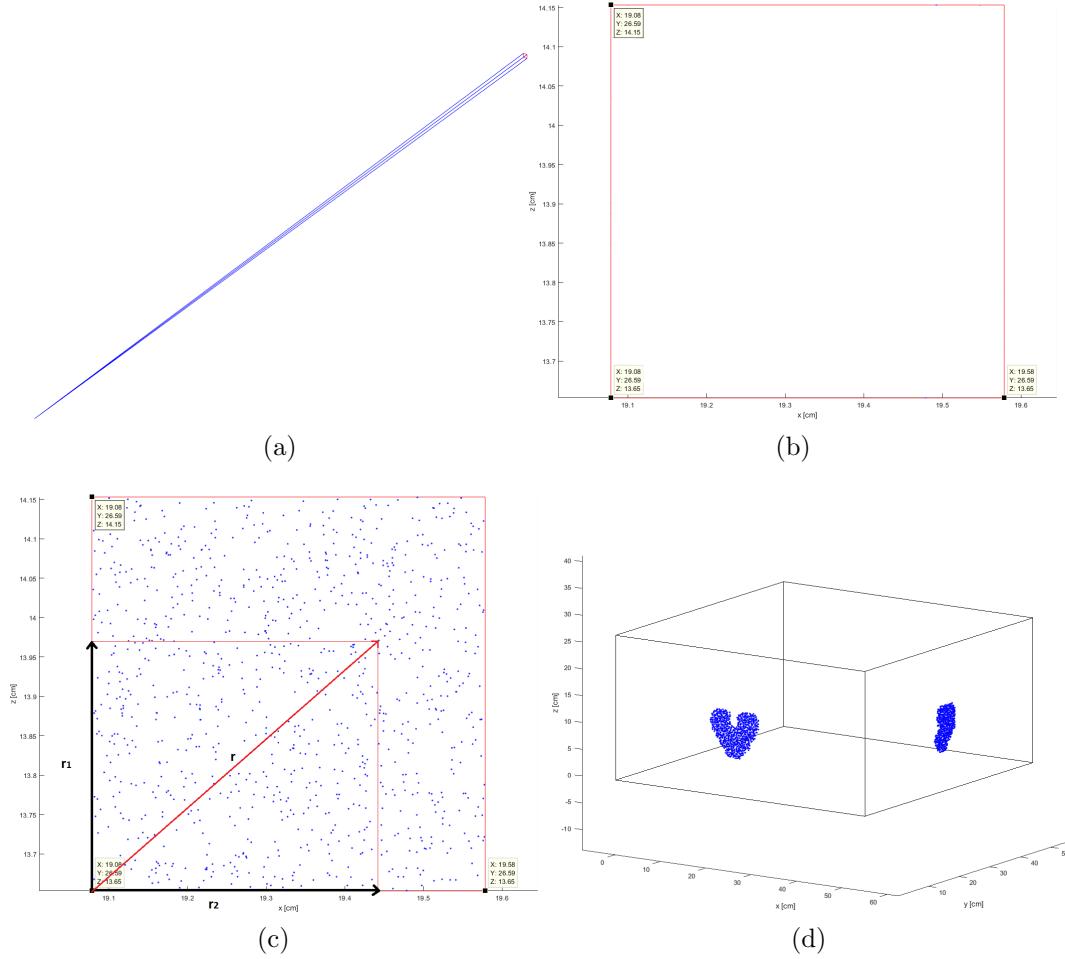 X: 19.08
Y: 26.59
Z: 14.15
14.15
14.1
14.05
14
13.95
13.9
13.85
13.8
13.75
13.7
z [cm]
X: 19.08
Y: 26.59
Z: 13.65
X: 19.58
Y: 26.59
Z: 13.65
19.1
19.2
19.3
19.4
19.5
19.6
x [cm]
(a)
(b)
14.15
14.1
14.05
14
13.95
13.9
13.85
13.8
13.75
13.7
z [cm]
X: 19.08
Y: 26.59
Z: 14.15
r1
r
X: 19.08
Y: 26.59
Z: 13.65
X: 19.58
Y: 26.59
Z: 13.65
19.1
19.2
19.3
19.4
19.5
19.6
r2
x [cm]
(c)
40
35
30
25
20
15
10
5
0
-5
-10
z [cm]
0
10
20
30
40
50
60
x [cm]
10
20
30
40
y [cm]
(d)